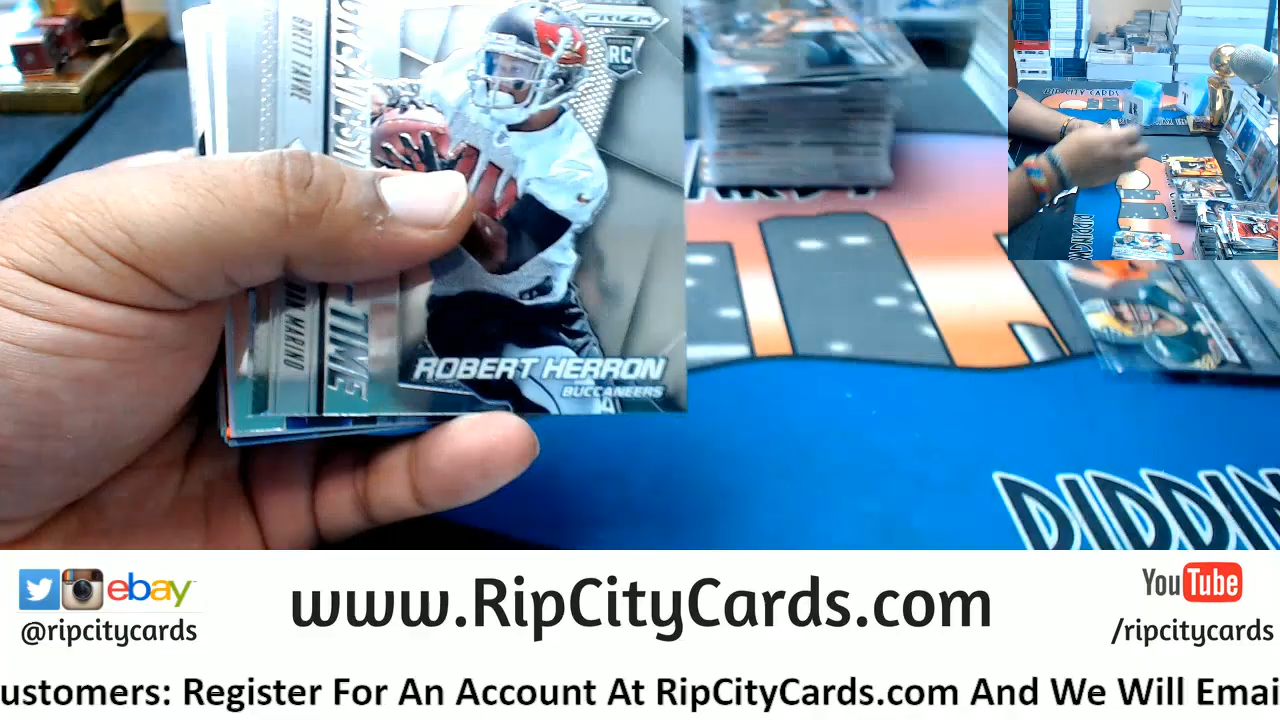 PRIZM
RC
BRETT FAVRE
DAN MARINO
TIME
ROBERT HERRON
BUCCANEERS
RIP CITY CARDS
ebay
@ripcitycards
www.RipCityCards.com
YouTube
/ripcitycards
ustomers: Register For An Account At RipCityCards.com And We Will Emai